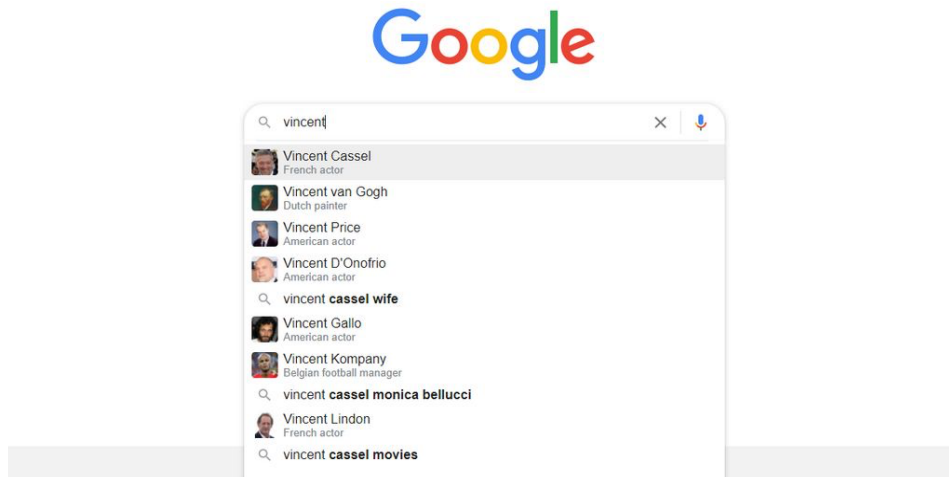 Google
vincent
Vincent Cassel
French actor
Vincent van Gogh
Dutch painter
Vincent Price
American actor
Vincent D'Onofrio
American actor
vincent cassel wife
Vincent Gallo
American actor
Vincent Kompany
Belgian football manager
vincent cassel monica bellucci
Vincent Lindon
French actor
vincent cassel movies